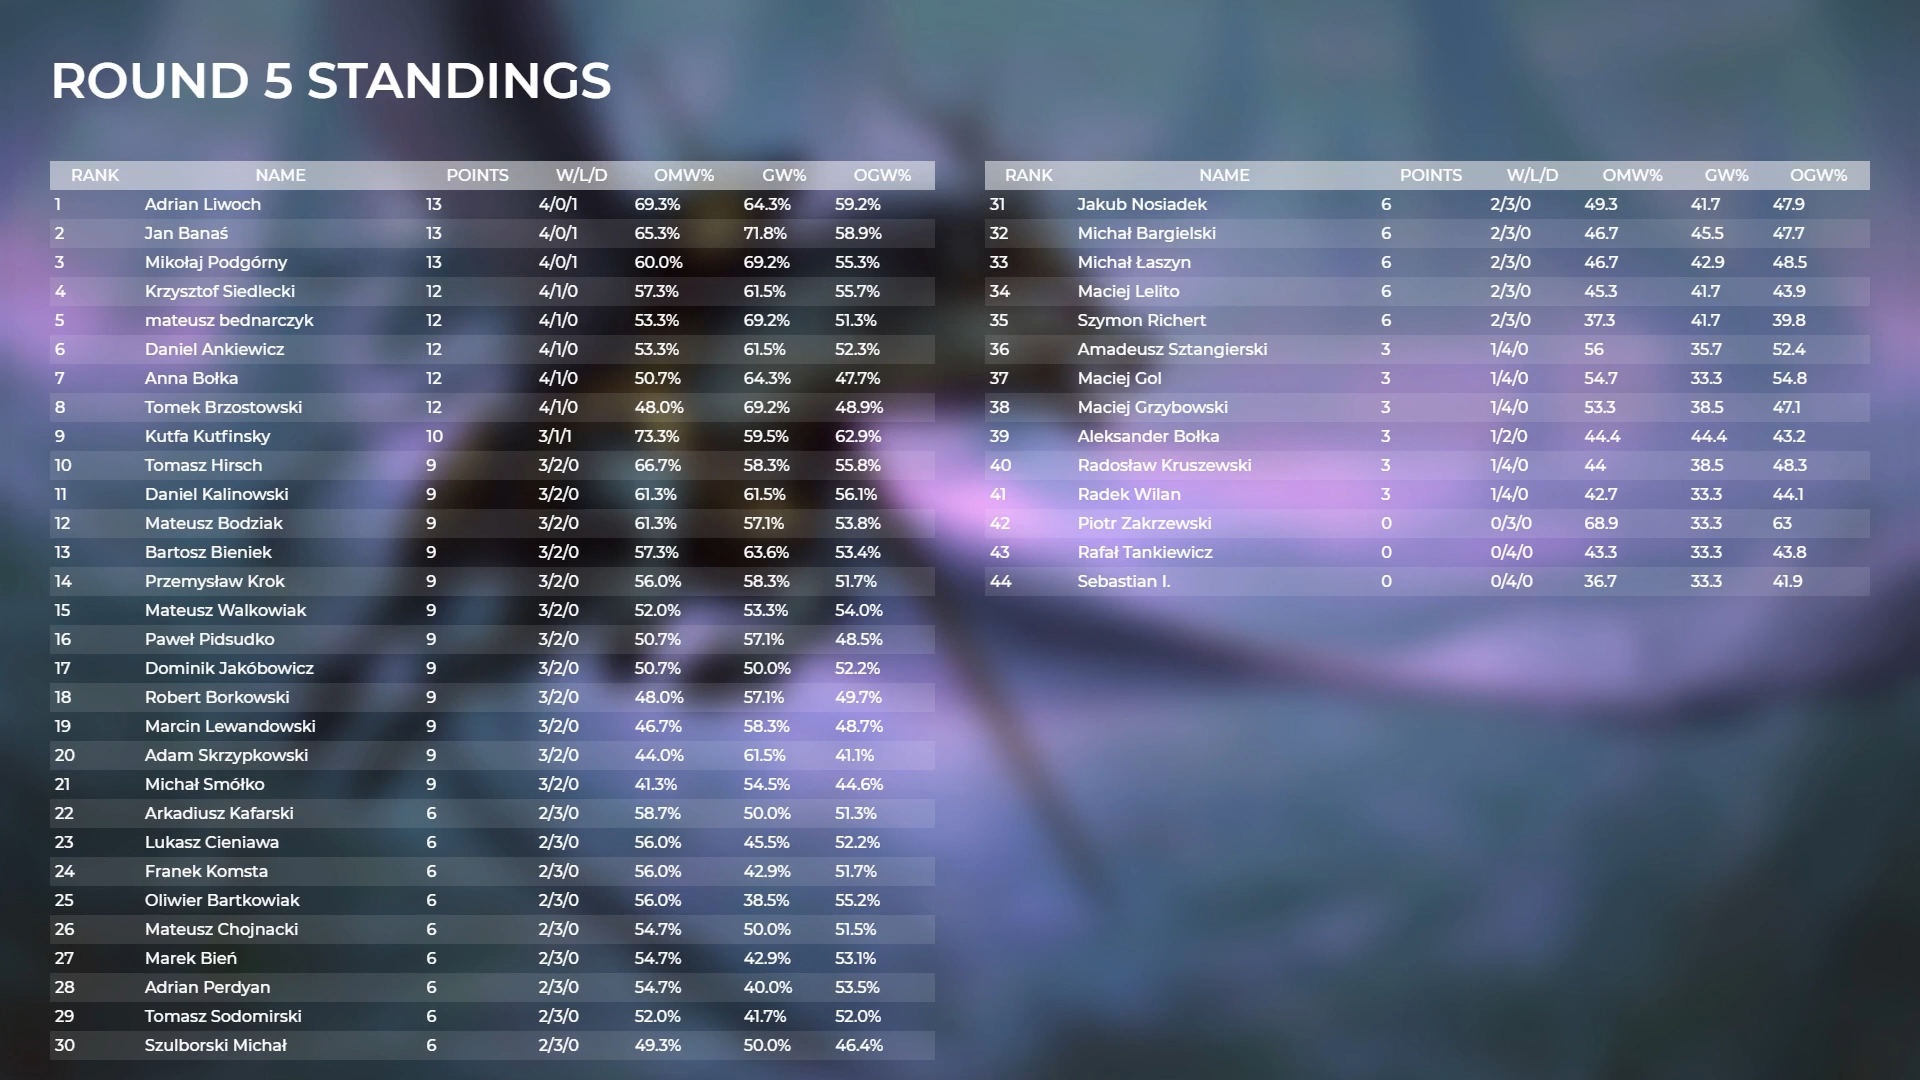 ROUND 5 STANDINGS
RANK NAME POINTS W/L/D OMW% GW% OGW%
1 Adrian Liwoch 13 4/0/1 69.3% 64.3% 59.2%
2 Jan Banaś 13 4/0/1 65.3% 71.8% 58.9%
3 Mikołaj Podgórny 13 4/0/1 60.0% 69.2% 55.3%
4 Krzysztof Siedlecki 12 4/1/0 57.3% 61.5% 55.7%
5 mateusz bednarczyk 12 4/1/0 53.3% 69.2% 51.3%
6 Daniel Ankiewicz 12 4/1/0 53.3% 61.5% 52.3%
7 Anna Bołka 12 4/1/0 50.7% 64.3% 47.7%
8 Tomek Brzostowski 12 4/1/0 48.0% 69.2% 48.9%
9 Kutfa Kutfinsky 10 3/1/1 73.3% 59.5% 62.9%
10 Tomasz Hirsch 9 3/2/0 66.7% 58.3% 55.8%
11 Daniel Kalinowski 9 3/2/0 61.3% 61.5% 56.1%
12 Mateusz Bodziak 9 3/2/0 61.3% 57.1% 53.8%
13 Bartosz Bieniek 9 3/2/0 57.3% 63.6% 53.4%
14 Przemysław Krok 9 3/2/0 56.0% 58.3% 51.7%
15 Mateusz Walkowiak 9 3/2/0 52.0% 53.3% 54.0%
16 Paweł Pidsudko 9 3/2/0 50.7% 57.1% 48.5%
17 Dominik Jakóbowicz 9 3/2/0 50.7% 50.0% 52.2%
18 Robert Borkowski 9 3/2/0 48.0% 57.1% 49.7%
19 Marcin Lewandowski 9 3/2/0 46.7% 58.3% 48.7%
20 Adam Skrzypkowski 9 3/2/0 44.0% 61.5% 41.1%
21 Michał Smółko 9 3/2/0 41.3% 54.5% 44.6%
22 Arkadiusz Kafarski 6 2/3/0 58.7% 50.0% 51.3%
23 Lukasz Cieniawa 6 2/3/0 56.0% 45.5% 52.2%
24 Franek Komsta 6 2/3/0 56.0% 42.9% 51.7%
25 Oliwier Bartkowiak 6 2/3/0 56.0% 38.5% 55.2%
26 Mateusz Chojnacki 6 2/3/0 54.7% 50.0% 51.5%
27 Marek Bień 6 2/3/0 54.7% 42.9% 53.1%
28 Adrian Perdyan 6 2/3/0 54.7% 40.0% 53.5%
29 Tomasz Sodomirski 6 2/3/0 52.0% 41.7% 52.0%
30 Szulborski Michał 6 2/3/0 49.3% 50.0% 46.4%
RANK NAME POINTS W/L/D OMW% GW% OGW%
31 Jakub Nosiadek 6 2/3/0 49.3 41.7 47.9
32 Michał Bargielski 6 2/3/0 46.7 45.5 47.7
33 Michał Łaszyn 6 2/3/0 46.7 42.9 48.5
34 Maciej Lelito 6 2/3/0 45.3 41.7 43.9
35 Szymon Richert 6 2/3/0 37.3 41.7 39.8
36 Amadeusz Sztangierski 3 1/4/0 56 35.7 52.4
37 Maciej Gol 3 1/4/0 54.7 33.3 54.8
38 Maciej Grzybowski 3 1/4/0 53.3 38.5 47.1
39 Aleksander Bołka 3 1/2/0 44.4 44.4 43.2
40 Radosław Kruszewski 3 1/4/0 44 38.5 48.3
41 Radek Wilan 3 1/4/0 42.7 33.3 44.1
42 Piotr Zakrzewski 0 0/3/0 68.9 33.3 63
43 Rafał Tankiewicz 0 0/4/0 43.3 33.3 43.8
44 Sebastian I. 0 0/4/0 36.7 33.3 41.9